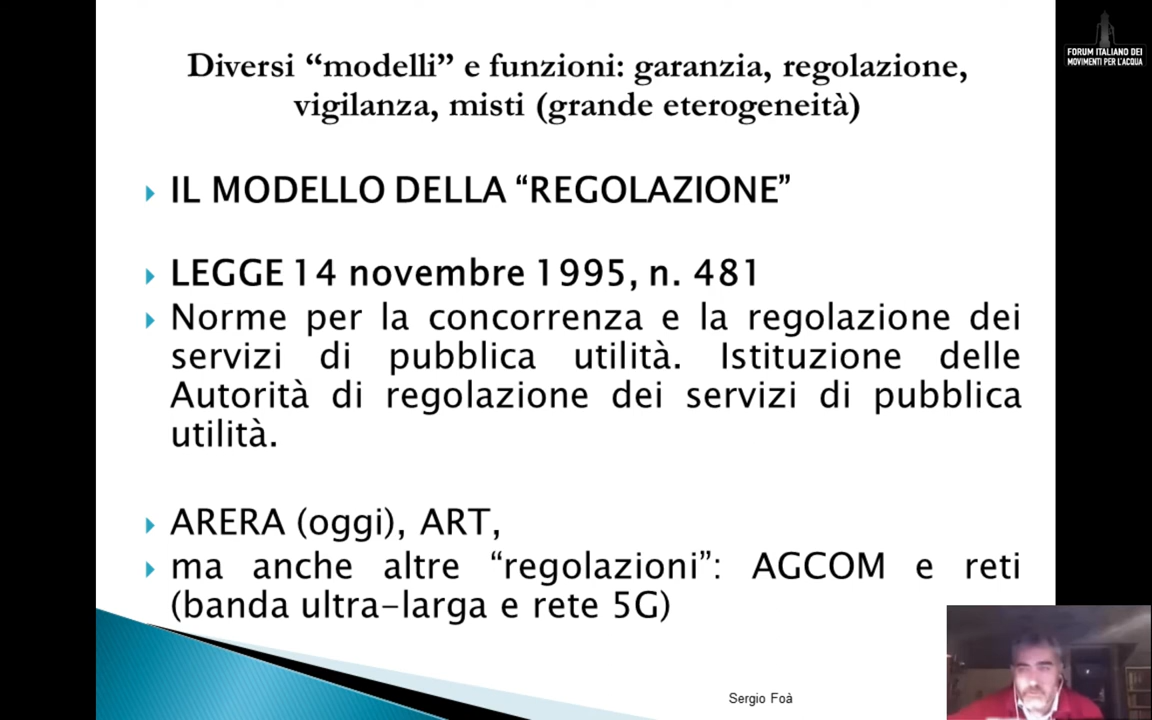 FORUM ITALIANO DEI
MOVIMENTI PER L'ACQUA
Diversi “modelli” e funzioni: garanzia, regolazione,
vigilanza, misti (grande eterogeneità)
IL MODELLO DELLA “REGOLAZIONE”
LEGGE 14 novembre 1995, n. 481
Norme per la concorrenza e la regolazione dei
servizi di pubblica utilità. Istituzione delle
Autorità di regolazione dei servizi di pubblica
utilità.
ARERA (oggi), ART,
ma anche altre “regolazioni”: AGCOM e reti
(banda ultra-larga e rete 5G)
Sergio Foà